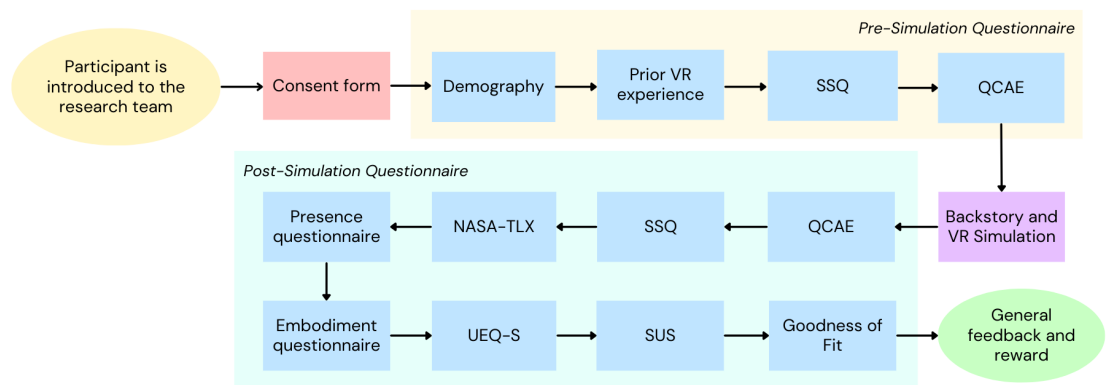 Pre-Simulation Questionnaire
Participant is
introduced to the
research team
Consent form
Demography
Prior VR
experience
SSQ
QCAE
Post-Simulation Questionnaire
Backstory and
VR Simulation
QCAE
SSQ
NASA-TLX
Presence
questionnaire
Embodiment
questionnaire
UEQ-S
SUS
Goodness of
Fit
General
feedback and
reward